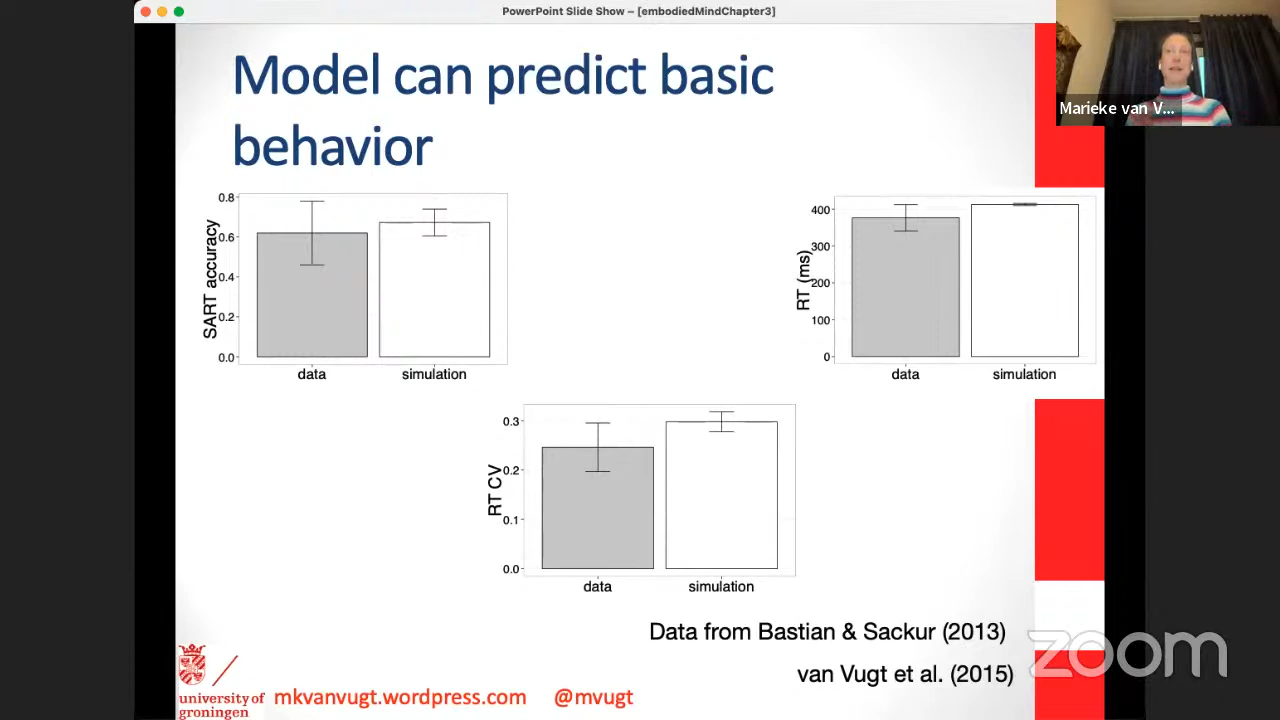 PowerPoint Slide Show – [embodiedMindChapter3]
Marieke van V...
Model can predict basic
behavior
SART accuracy
0.8
0.6
0.4
0.2
0.0
data simulation
RT (ms)
400
300
200
100
0
data simulation
RT CV
0.3
0.2
0.1
0.0
data simulation
Data from Bastian & Sackur (2013)
van Vugt et al. (2015)
university of
groningen
mkvanvugt.wordpress.com @mvugt
zoom